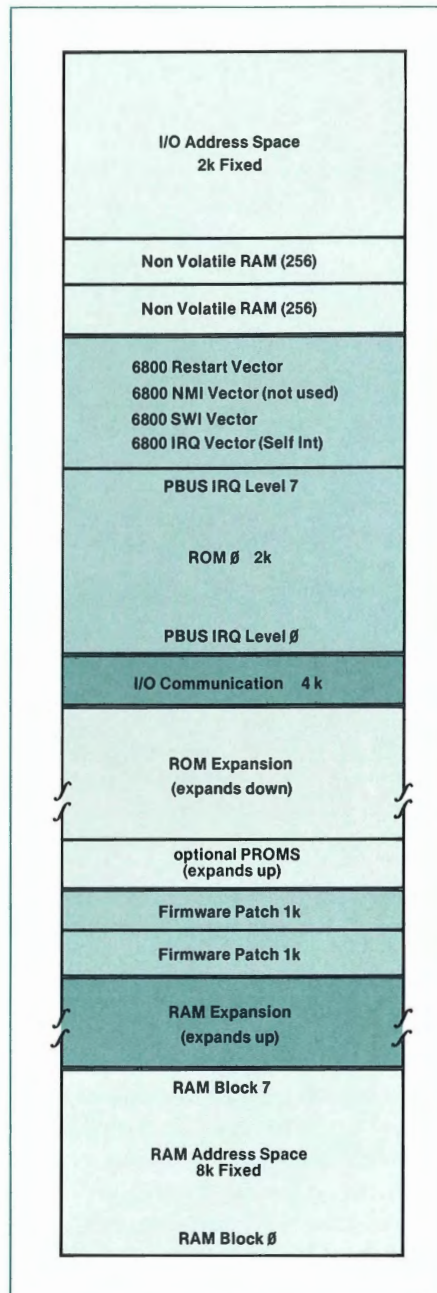 I/O Address Space
2k Fixed
Non Volatile RAM (256)
Non Volatile RAM (256)
6800 Restart Vector
6800 NMI Vector (not used)
6800 SWI Vector
6800 IRQ Vector (Self Int)
PBUS IRQ Level 7
ROM Ø 2k
PBUS IRQ Level Ø
I/O Communication 4 k
ROM Expansion
(expands down)
optional PROMS
(expands up)
Firmware Patch 1k
Firmware Patch 1k
RAM Expansion
(expands up)
RAM Block 7
RAM Address Space
8k Fixed
RAM Block Ø